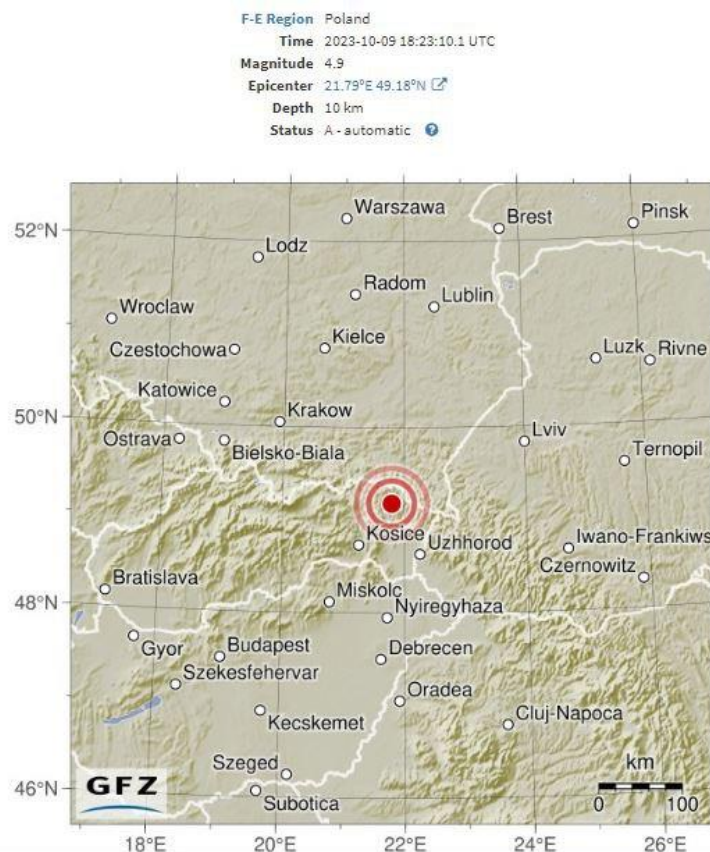 F-E Region Poland
Time 2023-10-09 18:23:10.1 UTC
Magnitude 4.9
Epicenter 21.79°E 49.18°N
Depth 10 km
Status A - automatic ?
Warszawa
Brest
Pinsk
52°N
Lodz
Radom
Lublin
Wroclaw
Kielce
Czestochowa
Luzk
Rivne
Katowice
Krakow
50°N
Lviv
Ostrava
Bielsko-Biala
Ternopil
Kosice
Uzhhorod
Iwano-Frankiws
Czernowitz
Bratislava
Miskolc
48°N
Nyiregyhaza
Gyor
Budapest
Debrecen
Szekesfehervar
Oradea
Kecskemet
Cluj-Napoca
Szeged
km
46°N
GFZ
0 100
Subotica
18°E 20°E 22°E 24°E 26°E